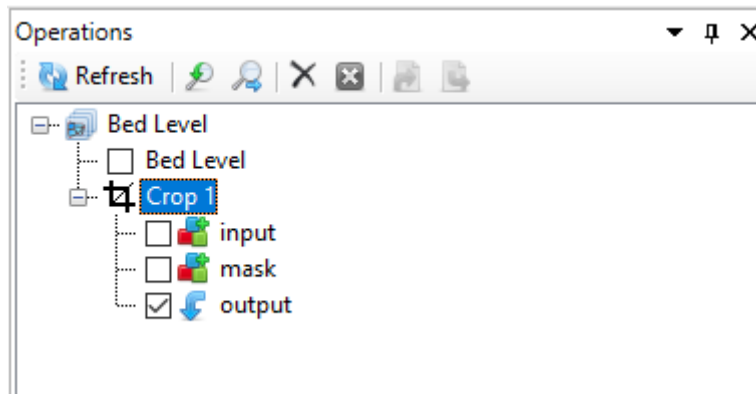 Operations
Refresh
Bed Level
Bed Level
Crop 1
input
mask
output